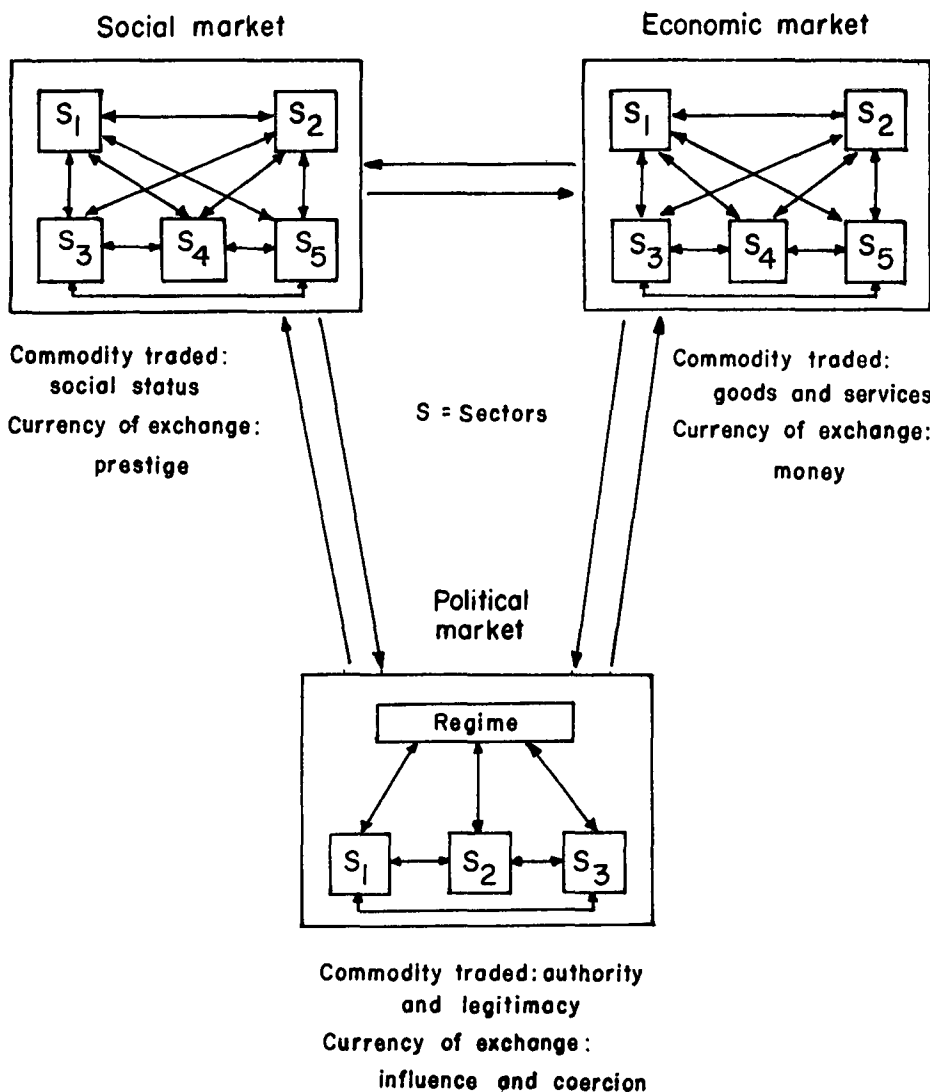 Social market
S1
S2
S3
S4
S5
Commodity traded:
social status
Currency of exchange:
prestige
Economic market
S1
S2
S3
S4
S5
Commodity traded:
goods and services
Currency of exchange:
money
S = Sectors
Political
market
Regime
S1
S2
S3
Commodity traded: authority
and legitimacy
Currency of exchange:
influence and coercion